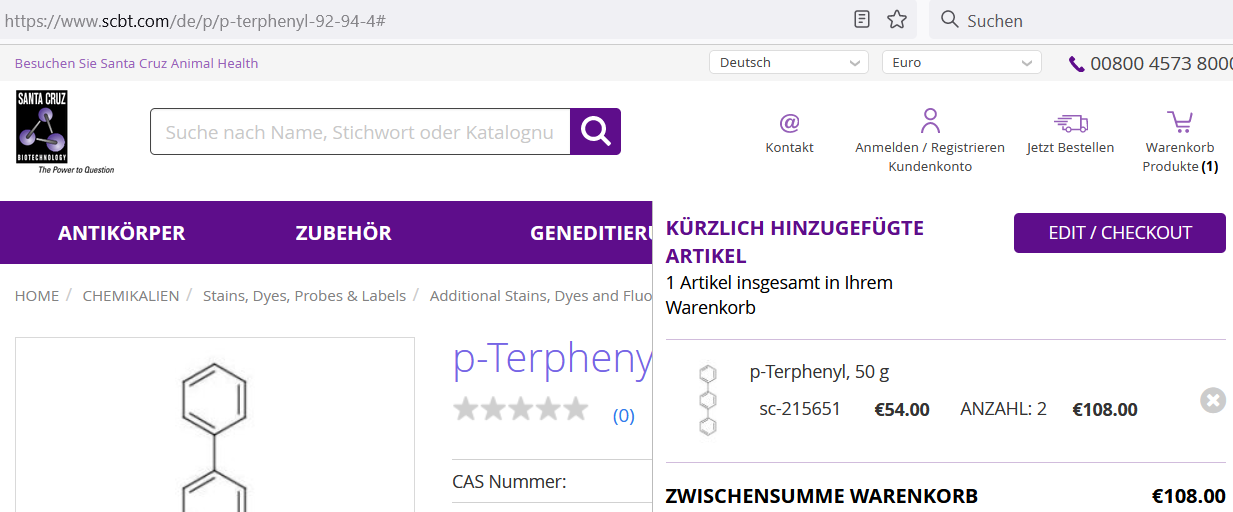 https://www.scbt.com/de/p/p-terphenyl-92-94-4#
Suchen
Besuchen Sie Santa Cruz Animal Health
Deutsch
Euro
00800 4573 8000
SANTA CRUZ
BIOTECHNOLOGY
The Power to Question
Suche nach Name, Stichwort oder Katalognu
Kontakt
Anmelden / Registrieren
Kundenkonto
Jetzt Bestellen
Warenkorb
Produkte (1)
ANTIKÖRPER
ZUBEHÖR
GENEDITIERU
HOME / CHEMIKALIEN / Stains, Dyes, Probes & Labels / Additional Stains, Dyes and Fluo
p-Terpheny
(0)
CAS Nummer:
KÜRZLICH HINZUGEFÜGTE
ARTIKEL
EDIT / CHECKOUT
1 Artikel insgesamt in Ihrem
Warenkorb
p-Terphenyl, 50 g
sc-215651 €54.00 ANZAHL: 2 €108.00
ZWISCHENSUMME WARENKORB €108.00